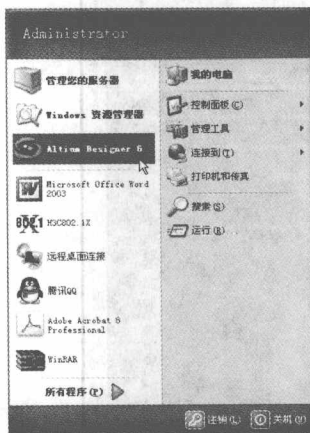 Administrator
管理您的服务器
Windows 资源管理器
Altium Designer 6
Microsoft Office Word
2003
802.1 H3C802.1X
远程桌面连接
腾讯QQ
Adobe Acrobat 8
Professional
WinRAR
所有程序(P)
我的电脑
控制面板(C)
管理工具
连接到(T)
打印机和传真
搜索(S)
运行(R)
注销(L) 关机(U)